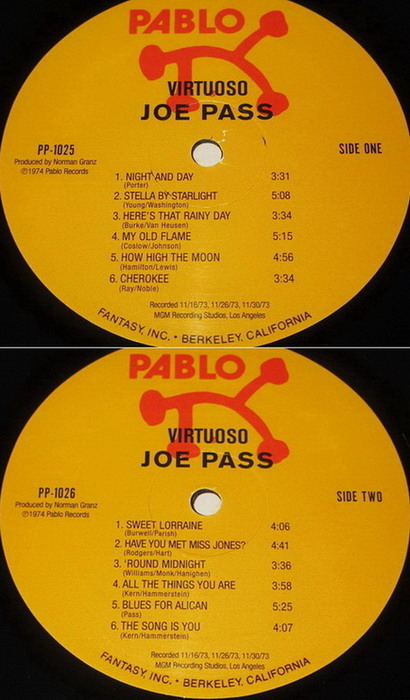 PABLO
VIRTUOSO
JOE PASS
PP-1025
SIDE ONE
Produced by Norman Granz
℗1974 Pablo Records
1. NIGHT AND DAY 3:31
(Porter)
2. STELLA BY STARLIGHT 5:08
(Young/Washington)
3. HERE'S THAT RAINY DAY 3:34
(Burke/Van Heusen)
4. MY OLD FLAME 5:15
(Coslow/Johnson)
5. HOW HIGH THE MOON 4:56
(Hamilton/Lewis)
6. CHEROKEE 3:34
(Ray/Noble)
Recorded 11/16/73, 11/26/73, 11/30/73
MGM Recording Studios, Los Angeles
FANTASY, INC. • BERKELEY, CALIFORNIA
PABLO
VIRTUOSO
JOE PASS
PP-1026
SIDE TWO
Produced by Norman Granz
℗1974 Pablo Records
1. SWEET LORRAINE 4:06
(Burwell/Parish)
2. HAVE YOU MET MISS JONES? 4:41
(Rodgers/Hart)
3. 'ROUND MIDNIGHT 3:36
(Williams/Monk/Hanighen)
4. ALL THE THINGS YOU ARE 3:58
(Kern/Hammerstein)
5. BLUES FOR ALICAN 5:25
(Pass)
6. THE SONG IS YOU 4:07
(Kern/Hammerstein)
Recorded 11/16/73, 11/26/73, 11/30/73
MGM Recording Studios, Los Angeles
FANTASY, INC. • BERKELEY, CALIFORNIA